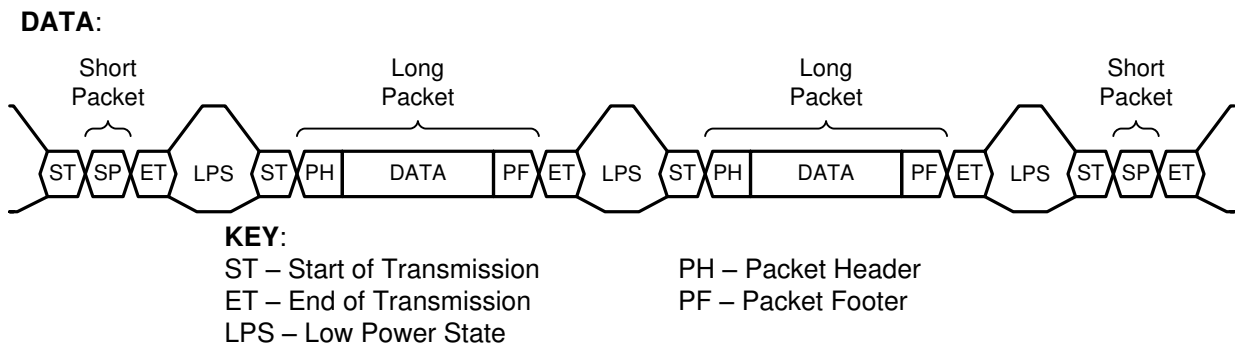 DATA:
Short Packet
Long Packet
Long Packet
Short Packet
ST SP ET LPS ST PH DATA PF ET LPS ST PH DATA PF ET LPS ST SP ET
KEY:
ST – Start of Transmission
PH – Packet Header
ET – End of Transmission
PF – Packet Footer
LPS – Low Power State